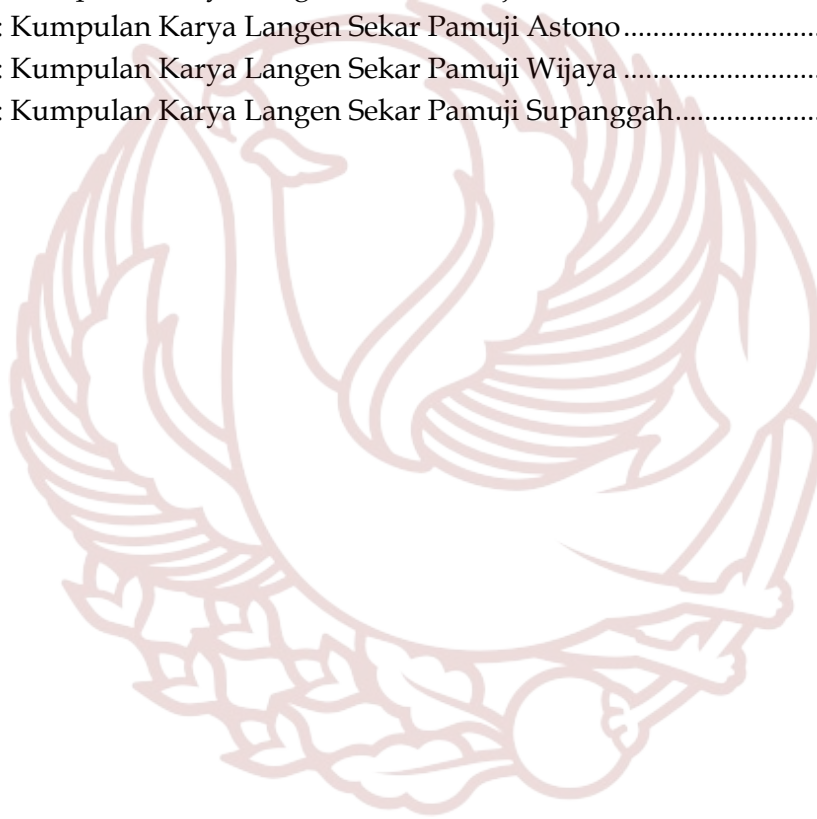 : Kumpulan Karya Langen Sekar Pamuji Astono............................
: Kumpulan Karya Langen Sekar Pamuji Wijaya ............................
: Kumpulan Karya Langen Sekar Pamuji Supanggah.....................